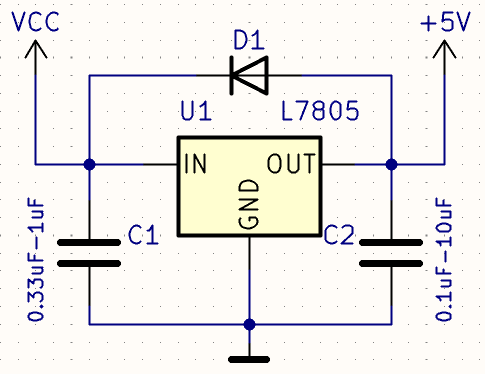 VCC
+5V
D1
U1
L7805
IN
OUT
GND
C1
C2
0.33uF-1uF
0.1uF-10uF